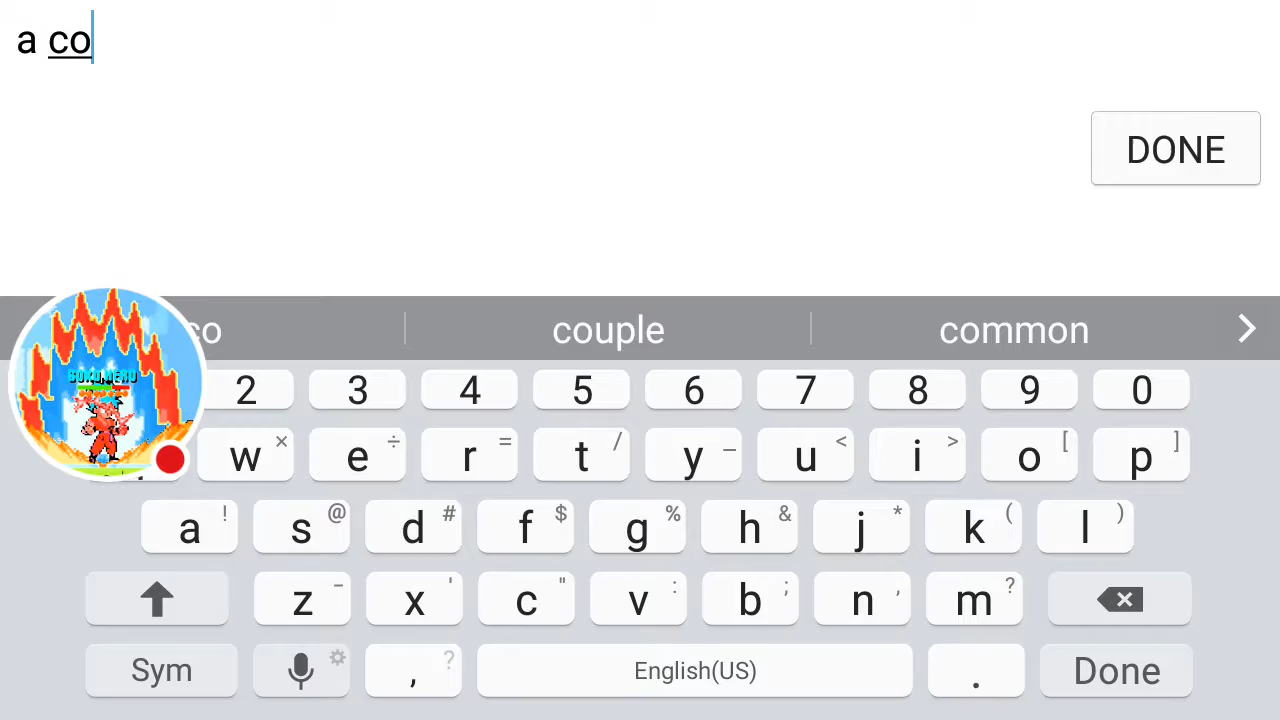 a co
DONE
co couple common
2 3 4 5 6 7 8 9 0
w × e ÷ r = t / y _ u < i > o [ p ]
a ! s @ d # f $ g % h & j * k ( l )
z - x ' c " v : b ; n , m ?
Sym , ? English(US) . Done